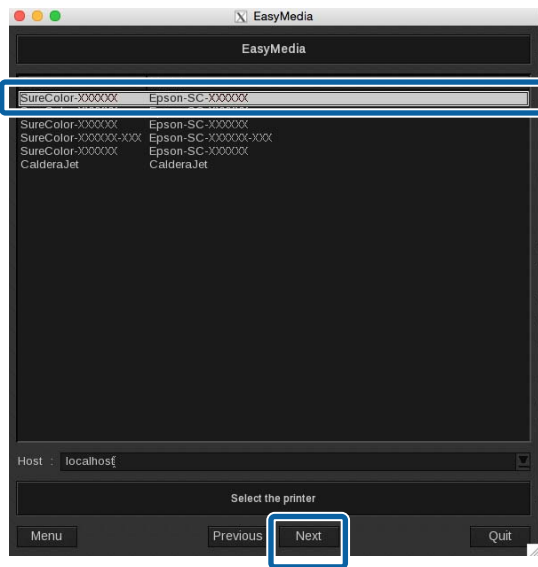 EasyMedia
EasyMedia
SureColor-XXXXXX Epson-SC-XXXXXX
SureColor-XXXXXX Epson-SC-XXXXXX
SureColor-XXXXXX-XXX Epson-SC-XXXXXX-XXX
SureColor-XXXXXX Epson-SC-XXXXXX
CalderaJet CalderaJet
Host : localhost
Select the printer
Menu Previous Next Quit